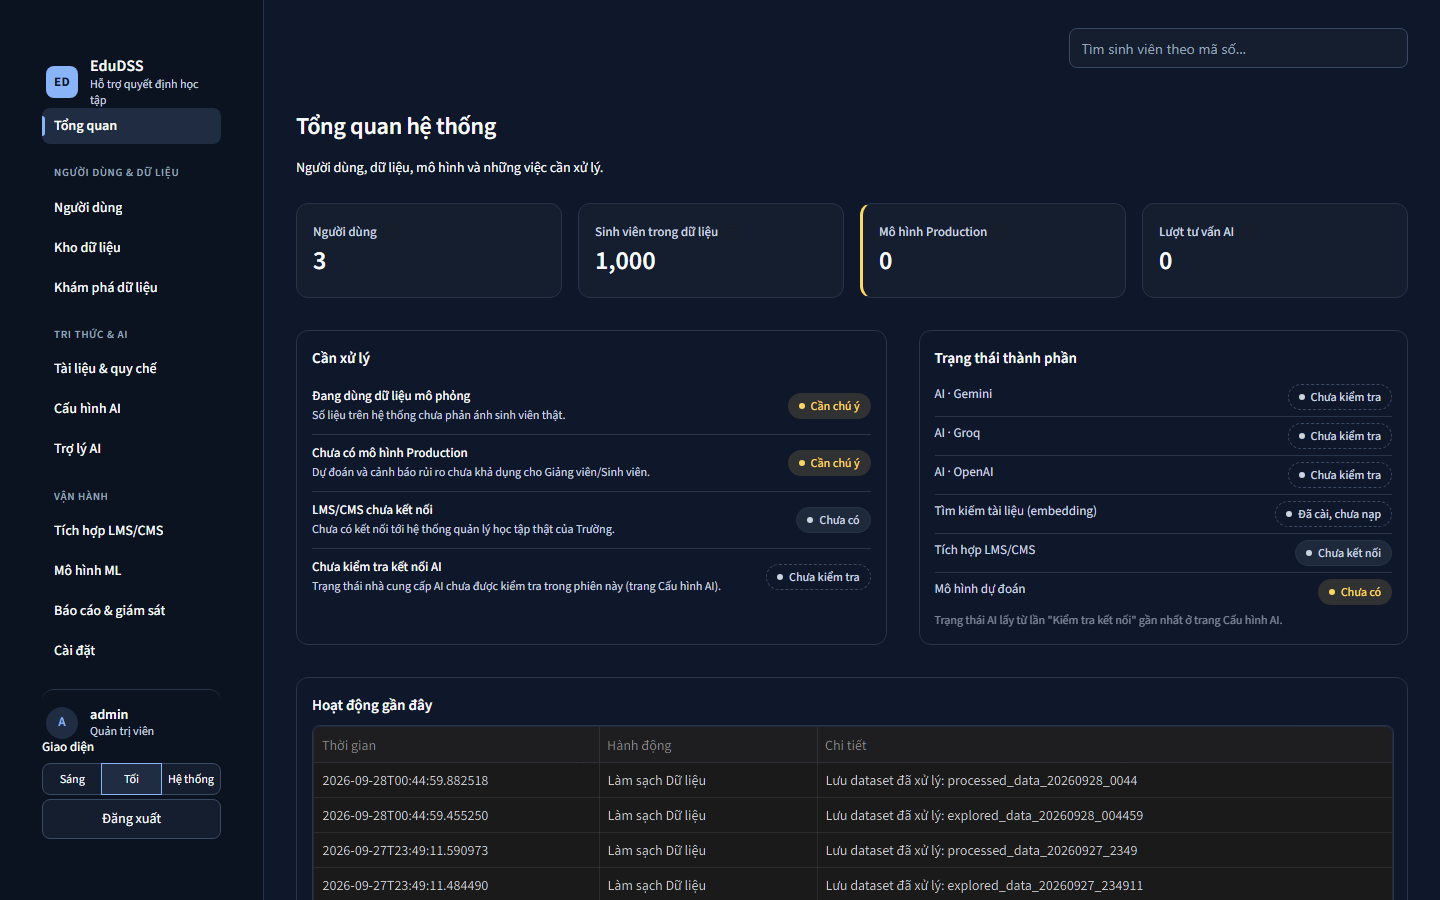 ED
EduDSS
Hỗ trợ quyết định học
tập
Tổng quan
NGƯỜI DÙNG & DỮ LIỆU
Người dùng
Kho dữ liệu
Khám phá dữ liệu
TRI THỨC & AI
Tài liệu & quy chế
Cấu hình AI
Trợ lý AI
VẬN HÀNH
Tích hợp LMS/CMS
Mô hình ML
Báo cáo & giám sát
Cài đặt
A
admin
Quản trị viên
Giao diện
Sáng Tối Hệ thống
Đăng xuất
Tìm sinh viên theo mã số...
Tổng quan hệ thống
Người dùng, dữ liệu, mô hình và những việc cần xử lý.
Người dùng
3
Sinh viên trong dữ liệu
1,000
Mô hình Production
0
Lượt tư vấn AI
0
Cần xử lý
Đang dùng dữ liệu mô phỏng
Số liệu trên hệ thống chưa phản ánh sinh viên thật.
Cần chú ý
Chưa có mô hình Production
Dự đoán và cảnh báo rủi ro chưa khả dụng cho Giảng viên/Sinh viên.
Cần chú ý
LMS/CMS chưa kết nối
Chưa có kết nối tới hệ thống quản lý học tập thật của Trường.
Chưa có
Chưa kiểm tra kết nối AI
Trạng thái nhà cung cấp AI chưa được kiểm tra trong phiên này (trang Cấu hình AI).
Chưa kiểm tra
Trạng thái thành phần
AI · Gemini Chưa kiểm tra
AI · Groq Chưa kiểm tra
AI · OpenAI Chưa kiểm tra
Tìm kiếm tài liệu (embedding) Đã cài, chưa nạp
Tích hợp LMS/CMS Chưa kết nối
Mô hình dự đoán Chưa có
Trạng thái AI lấy từ lần "Kiểm tra kết nối" gần nhất ở trang Cấu hình AI.
Hoạt động gần đây
Thời gian Hành động Chi tiết
2026-09-28T00:44:59.882518 Làm sạch Dữ liệu Lưu dataset đã xử lý: processed_data_20260928_0044
2026-09-28T00:44:59.455250 Làm sạch Dữ liệu Lưu dataset đã xử lý: explored_data_20260928_004459
2026-09-27T23:49:11.590973 Làm sạch Dữ liệu Lưu dataset đã xử lý: processed_data_20260927_2349
2026-09-27T23:49:11.484490 Làm sạch Dữ liệu Lưu dataset đã xử lý: explored_data_20260927_234911